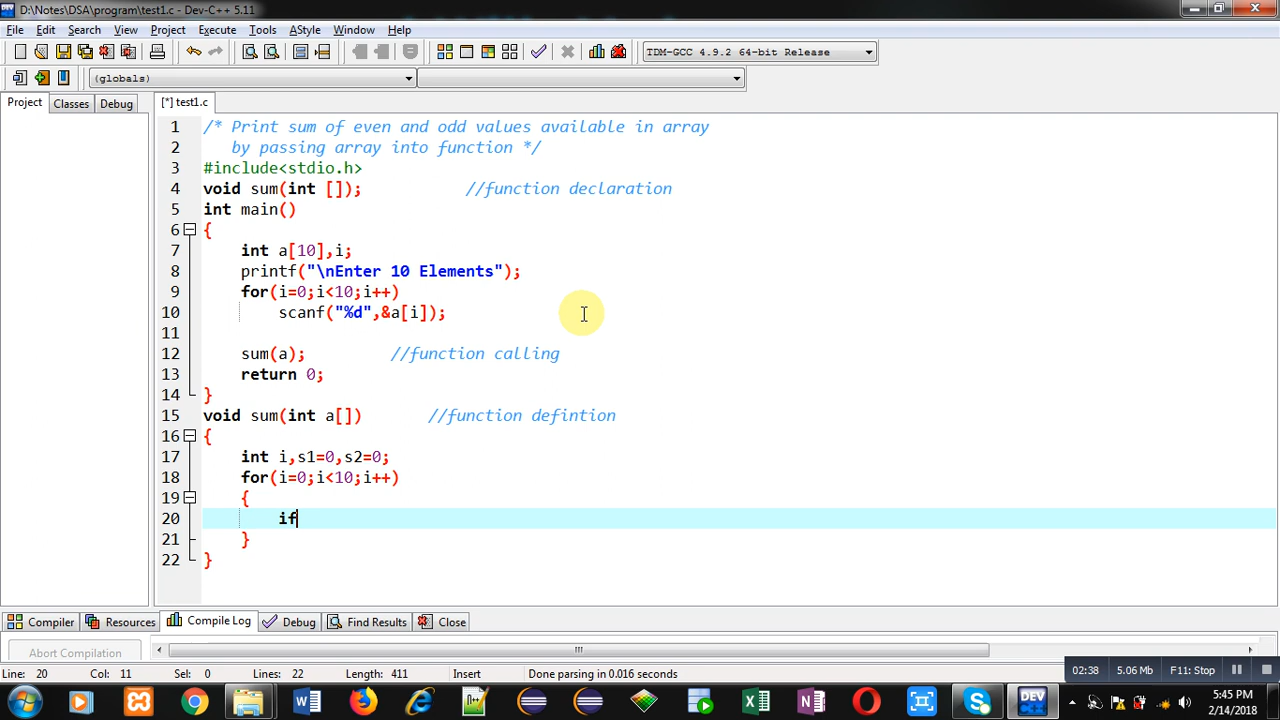 D:\Notes\DSA\program\test1.c - Dev-C++ 5.11
File Edit Search View Project Execute Tools AStyle Window Help
TDM-GCC 4.9.2 64-bit Release
(globals)
Project Classes Debug [*] test1.c
1 /* Print sum of even and odd values available in array
2 by passing array into function */
3 #include<stdio.h>
4 void sum(int []); //function declaration
5 int main()
6 {
7 int a[10],i;
8 printf("\nEnter 10 Elements");
9 for(i=0;i<10;i++)
10 scanf("%d",&a[i]);
11
12 sum(a); //function calling
13 return 0;
14 }
15 void sum(int a[]) //function defintion
16 {
17 int i,s1=0,s2=0;
18 for(i=0;i<10;i++)
19 {
20 if
21 }
22 }
Compiler Resources Compile Log Debug Find Results Close
Abort Compilation
Line: 20 Col: 11 Sel: 0 Lines: 22 Length: 411 Insert Done parsing in 0.016 seconds
02:38 5.06 Mb F11: Stop
DEV
5:45 PM
2/14/2018